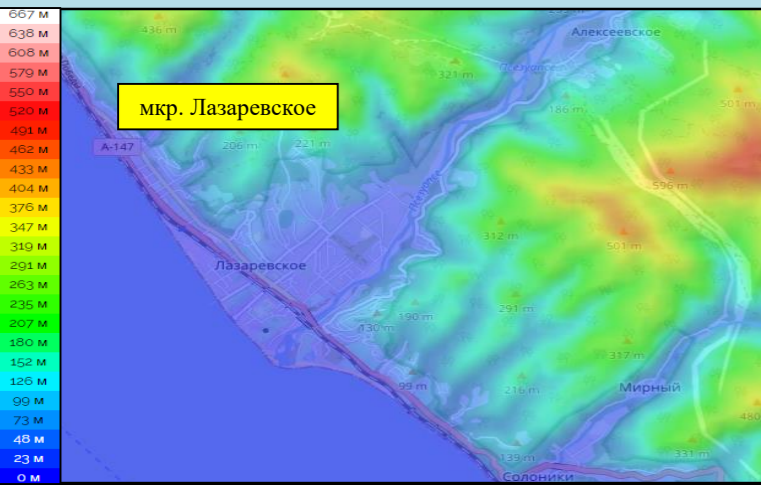 667 м
638 м
608 м
579 м
550 м
520 м
491 м
462 м
433 м
404 м
376 м
347 м
319 м
291 м
263 м
235 м
207 м
180 м
152 м
126 м
99 м
73 м
48 м
23 м
0 м
436 m
Алексеевское
321 m
Псезуапсе
мкр. Лазаревское
186 m
501 m
А-147
206 m
221 m
596 m
Псезуапсе
312 m
501 m
Лазаревское
291 m
190 m
130 m
317 m
99 m
216 m
Мирный
480
331 m
139 m
Солоники